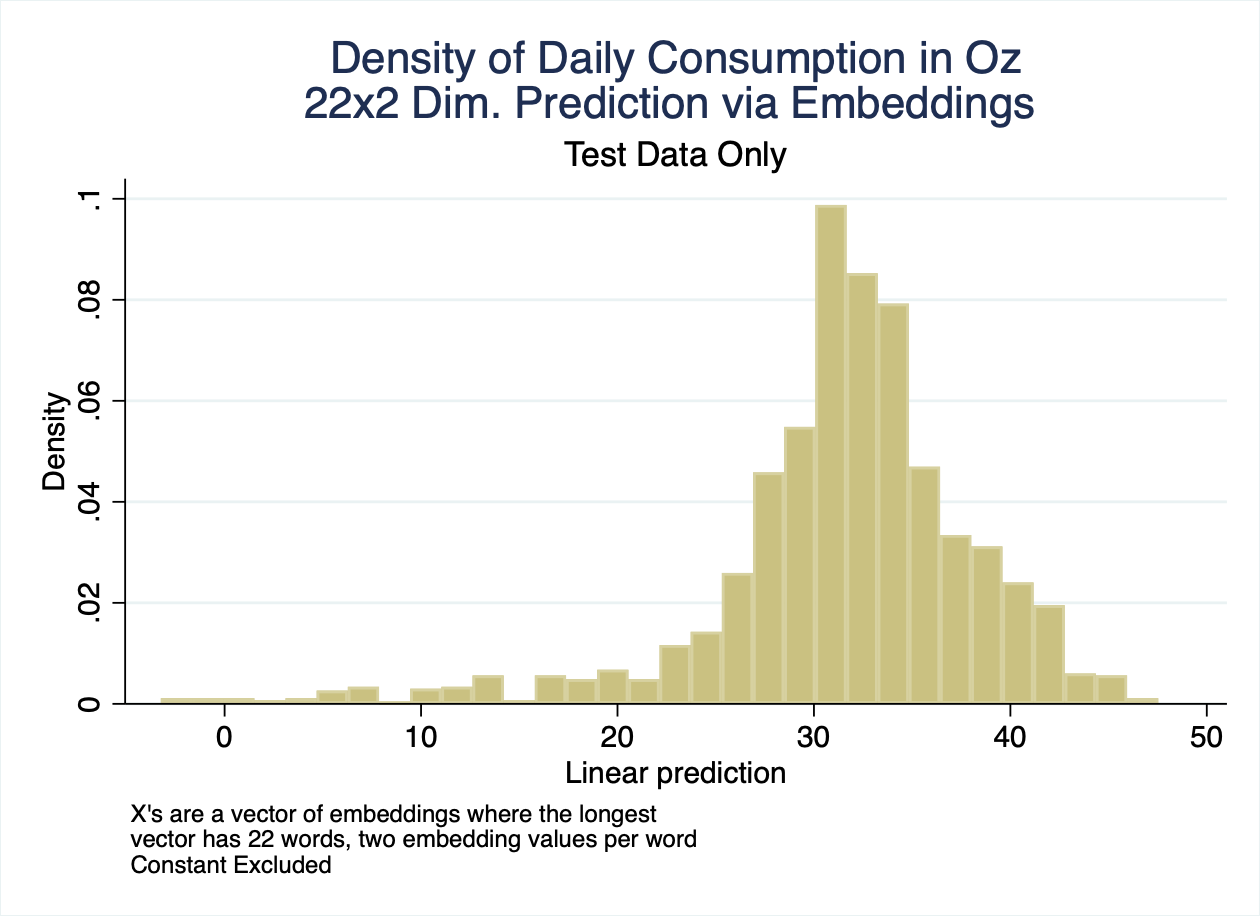 Density of Daily Consumption in Oz
22x2 Dim. Prediction via Embeddings
Test Data Only
Density
.1
.08
.06
.04
.02
0
0 10 20 30 40 50
Linear prediction
X's are a vector of embeddings where the longest
vector has 22 words, two embedding values per word
Constant Excluded